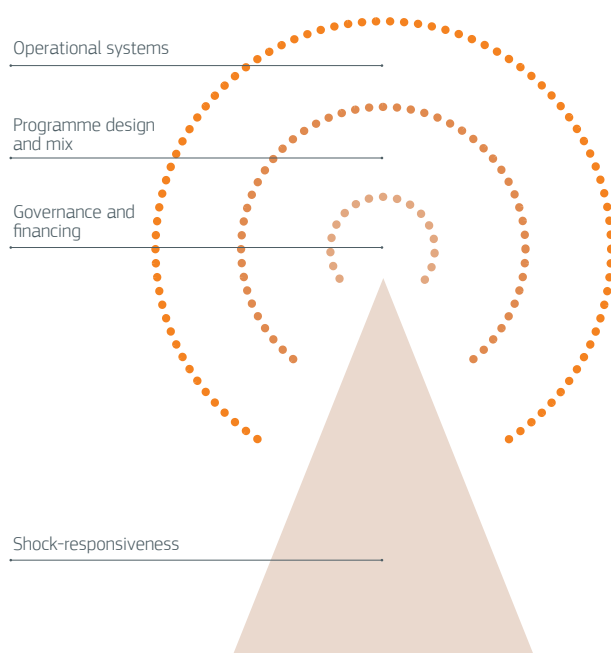 Operational systems
Programme design
and mix
Governance and
financing
Shock-responsiveness